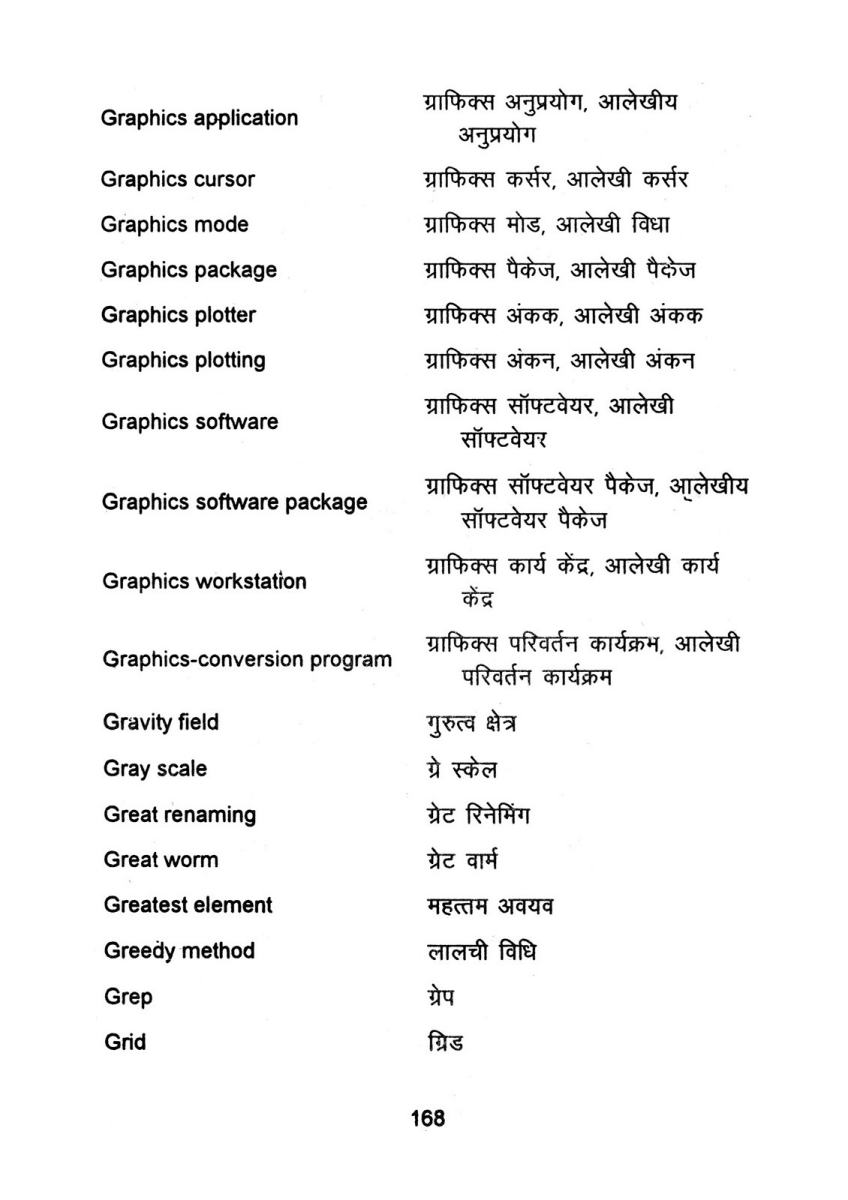 Graphics application ग्राफिक्स अनुप्रयोग, आलेखीय
अनुप्रयोग
Graphics cursor ग्राफिक्स कर्सर, आलेखी कर्सर
Graphics mode ग्राफिक्स मोड, आलेखी विधा
Graphics package ग्राफिक्स पैकेज, आलेखी पैकेज
Graphics plotter ग्राफिक्स अंकक, आलेखी अंकक
Graphics plotting ग्राफिक्स अंकन, आलेखी अंकन
Graphics software ग्राफिक्स सॉफ्टवेयर, आलेखी
सॉफ्टवेयर
Graphics software package ग्राफिक्स सॉफ्टवेयर पैकेज, आलेखीय
सॉफ्टवेयर पैकेज
Graphics workstation ग्राफिक्स कार्य केंद्र, आलेखी कार्य
केंद्र
Graphics-conversion program ग्राफिक्स परिवर्तन कार्यक्रम, आलेखी
परिवर्तन कार्यक्रम
Gravity field गुरुत्व क्षेत्र
Gray scale ग्रे स्केल
Great renaming ग्रेट रिनेमिंग
Great worm ग्रेट वार्म
Greatest element महत्तम अवयव
Greedy method लालची विधि
Grep ग्रेप
Grid ग्रिड
168